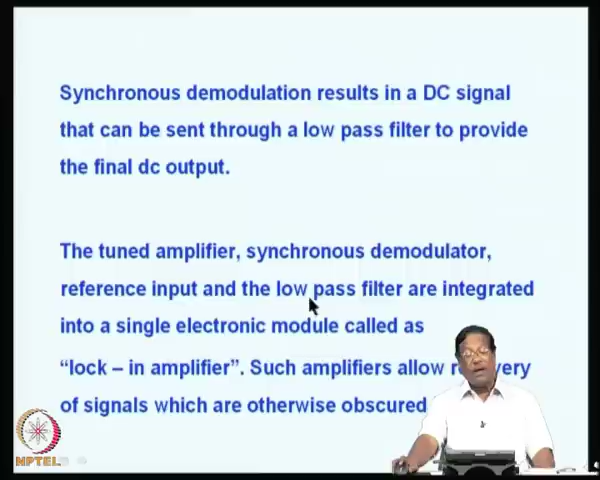 Synchronous demodulation results in a DC signal
that can be sent through a low pass filter to provide
the final dc output.
The tuned amplifier, synchronous demodulator,
reference input and the low pass filter are integrated
into a single electronic module called as
“lock – in amplifier”. Such amplifiers allow
of signals which are otherwise obscured
NPTEL